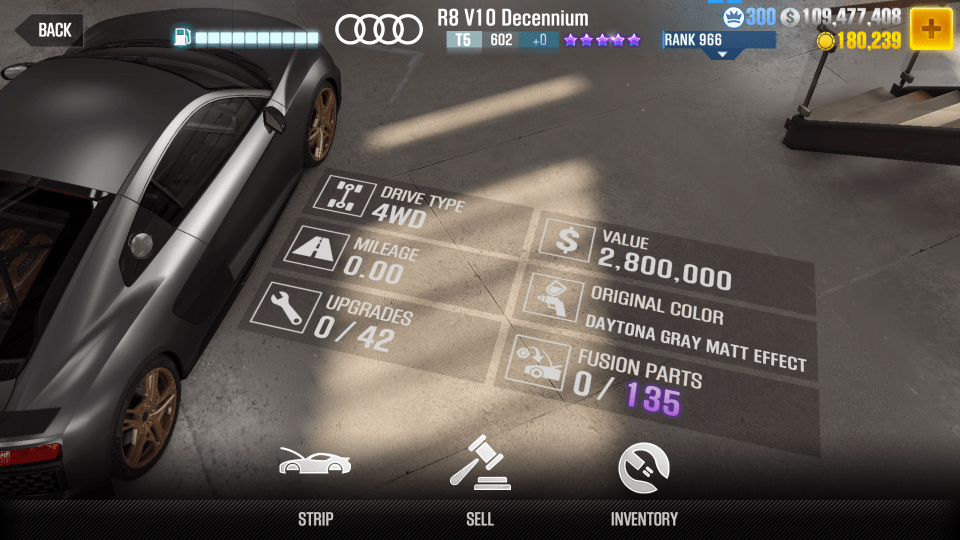 BACK
R8 V10 Decennium
T5 602 +0
RANK 966
300 $ 109,477,408
180,239
DRIVE TYPE
4WD
MILEAGE
0.00
UPGRADES
0 / 42
$ VALUE
2,800,000
ORIGINAL COLOR
DAYTONA GRAY MATT EFFECT
FUSION PARTS
0 / 135
STRIP
SELL
INVENTORY